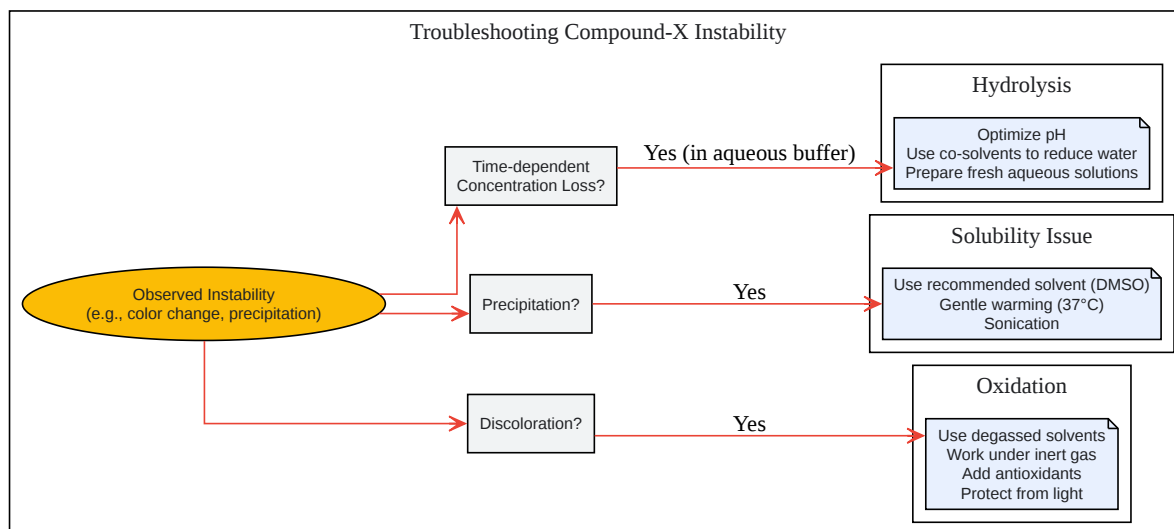 Troubleshooting Compound-X Instability
Observed Instability
(e.g., color change, precipitation)
Time-dependent
Concentration Loss?
Yes (in aqueous buffer)
Hydrolysis
Optimize pH
Use co-solvents to reduce water
Prepare fresh aqueous solutions
Precipitation?
Yes
Solubility Issue
Use recommended solvent (DMSO)
Gentle warming (37°C)
Sonication
Discoloration?
Yes
Oxidation
Use degassed solvents
Work under inert gas
Add antioxidants
Protect from light